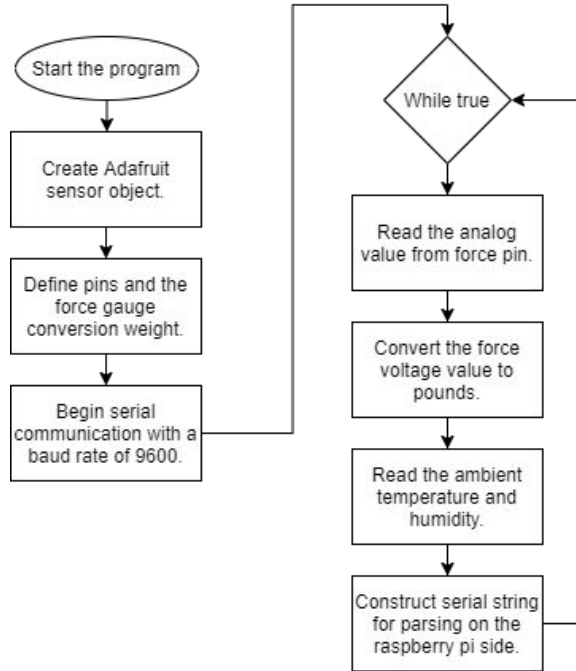 Start the program
Create Adafruit
sensor object.
Define pins and the
force gauge
conversion weight.
Begin serial
communication with a
baud rate of 9600.
While true
Read the analog
value from force pin.
Convert the force
voltage value to
pounds.
Read the ambient
temperature and
humidity.
Construct serial string
for parsing on the
raspberry pi side.